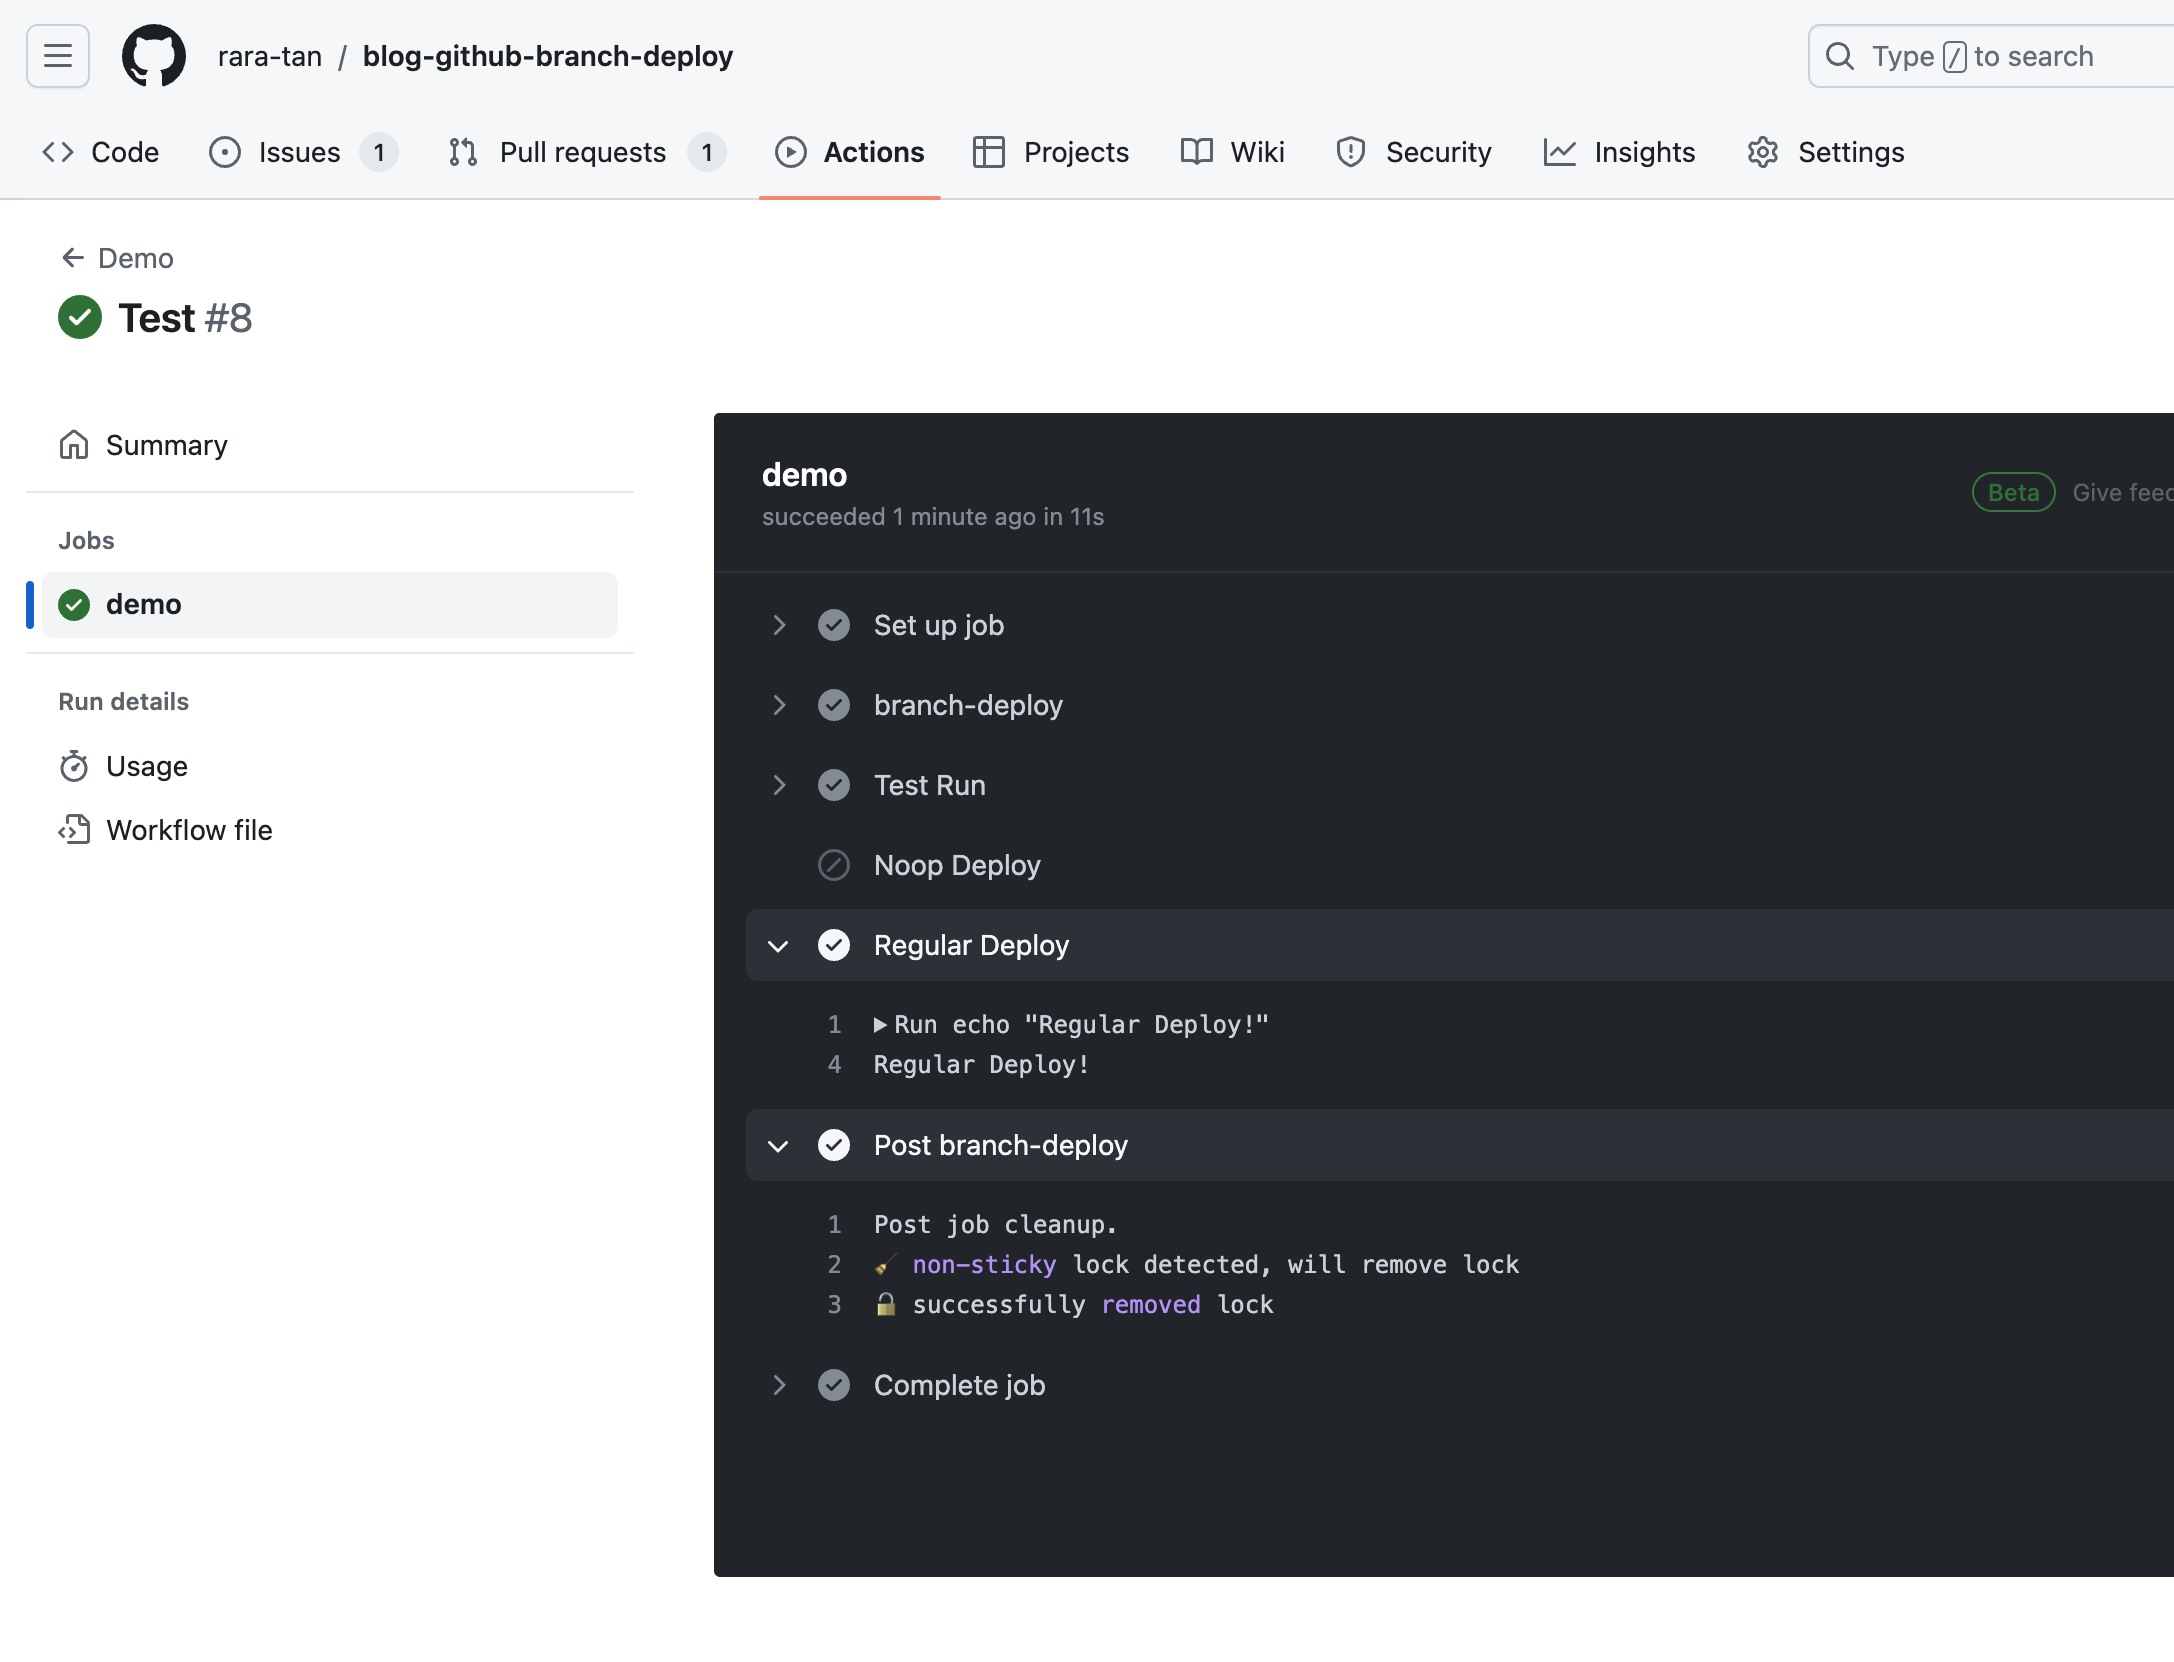 rara-tan / blog-github-branch-deploy
Type / to search
Code Issues 1 Pull requests 1 Actions Projects Wiki Security Insights Settings
Demo
Test #8
Summary
Jobs
demo
Run details
Usage
Workflow file
demo
succeeded 1 minute ago in 11s
Beta Give
Set up job
branch-deploy
Test Run
Noop Deploy
Regular Deploy
1 Run echo "Regular Deploy!"
4 Regular Deploy!
Post branch-deploy
1 Post job cleanup.
2 🧹 non-sticky lock detected, will remove lock
3 🔓 successfully removed lock
Complete job